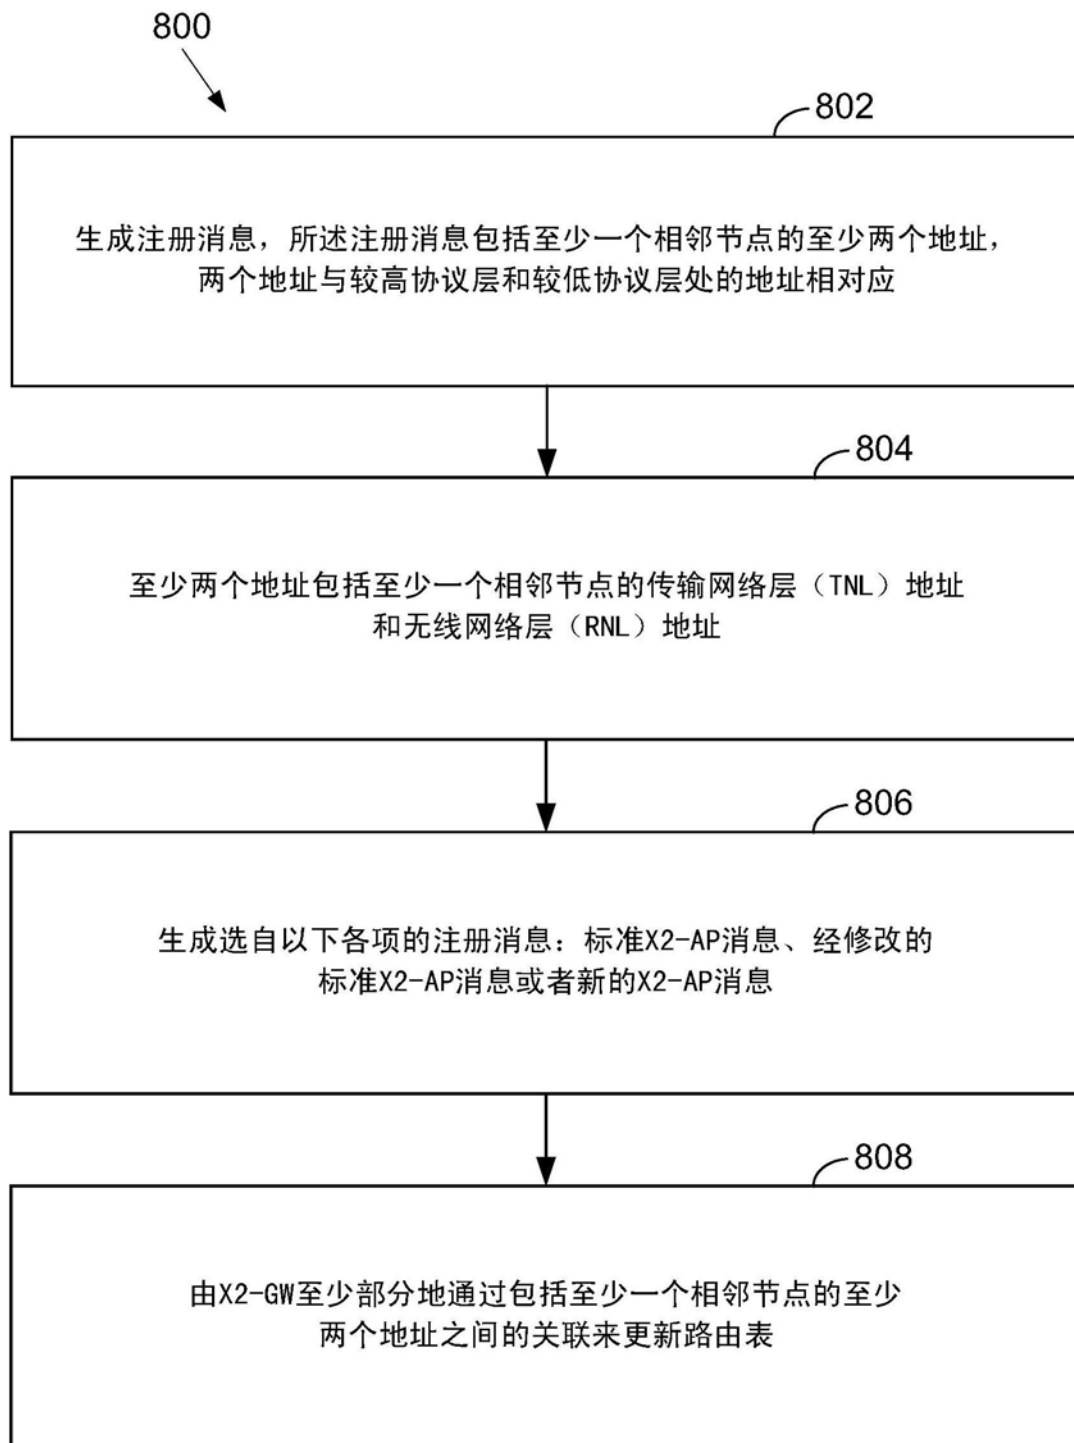 800
802
生成注册消息，所述注册消息包括至少一个相邻节点的至少两个地址，
两个地址与较高协议层和较低协议层处的地址相对应
804
至少两个地址包括至少一个相邻节点的传输网络层（TNL）地址
和无线网络层（RNL）地址
806
生成选自以下各项的注册消息：标准X2-AP消息、经修改的
标准X2-AP消息或者新的X2-AP消息
808
由X2-GW至少部分地通过包括至少一个相邻节点的至少
两个地址之间的关联来更新路由表